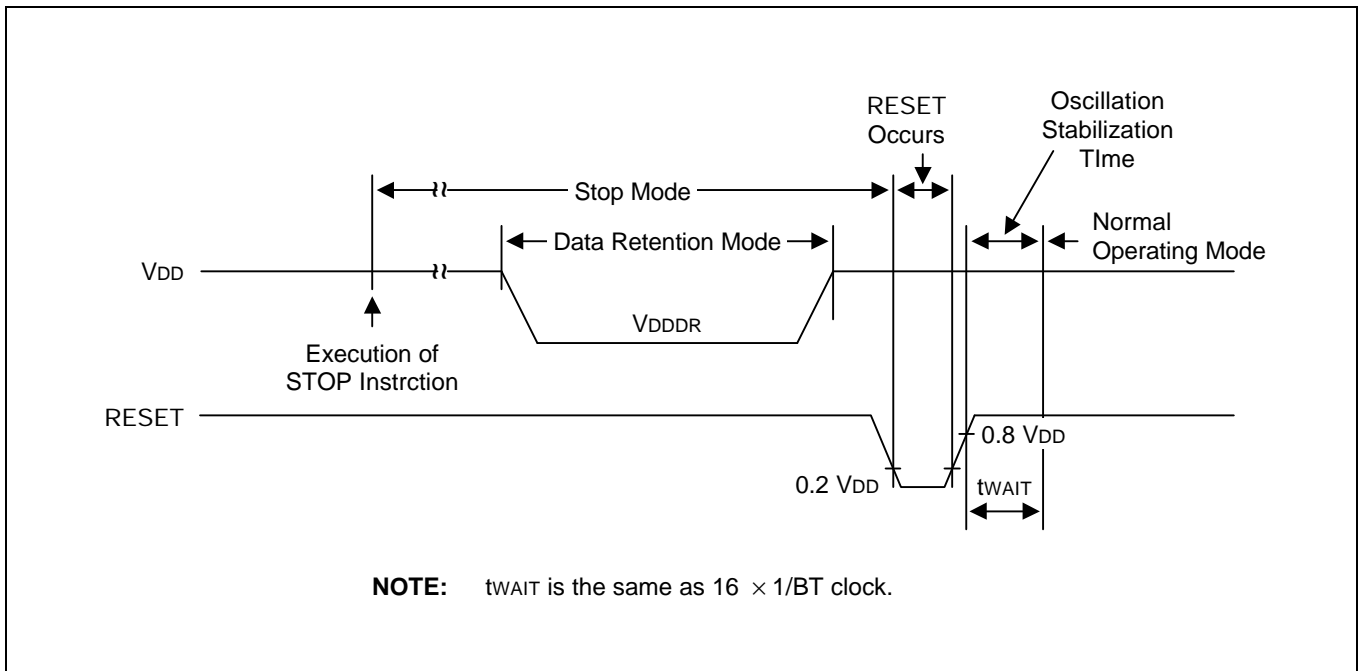 RESET
Occurs
Oscillation
Stabilization
TIme
Stop Mode
Data Retention Mode
Normal
Operating Mode
VDD
VDDDR
Execution of
STOP Instrction
RESET
0.8 VDD
0.2 VDD
tWAIT
NOTE: tWAIT is the same as 16 × 1/BT clock.